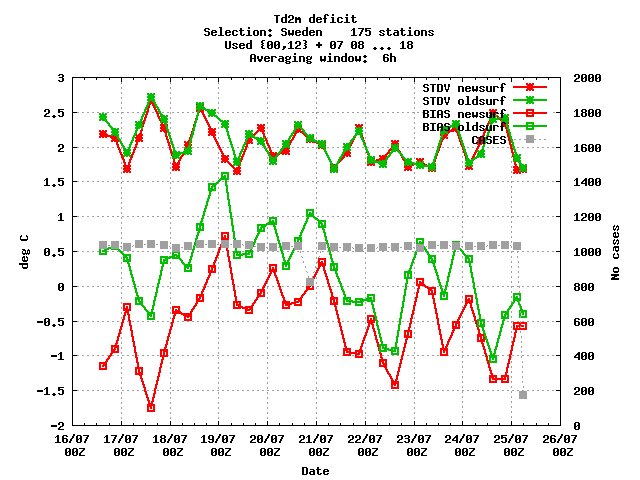 Td2m deficit
Selection: Sweden    175 stations
Used {00,12} + 07 08 ... 18
Averaging window:  6h
STDV newsurf
STDV oldsurf
BIAS newsurf
BIAS oldsurf
CASES
3
2.5
2
1.5
1
0.5
0
-0.5
-1
-1.5
-2
deg C
2000
1800
1600
1400
1200
1000
800
600
400
200
0
No cases
16/07 17/07 18/07 19/07 20/07 21/07 22/07 23/07 24/07 25/07 26/07
00Z 00Z 00Z 00Z 00Z 00Z 00Z 00Z 00Z 00Z 00Z
Date